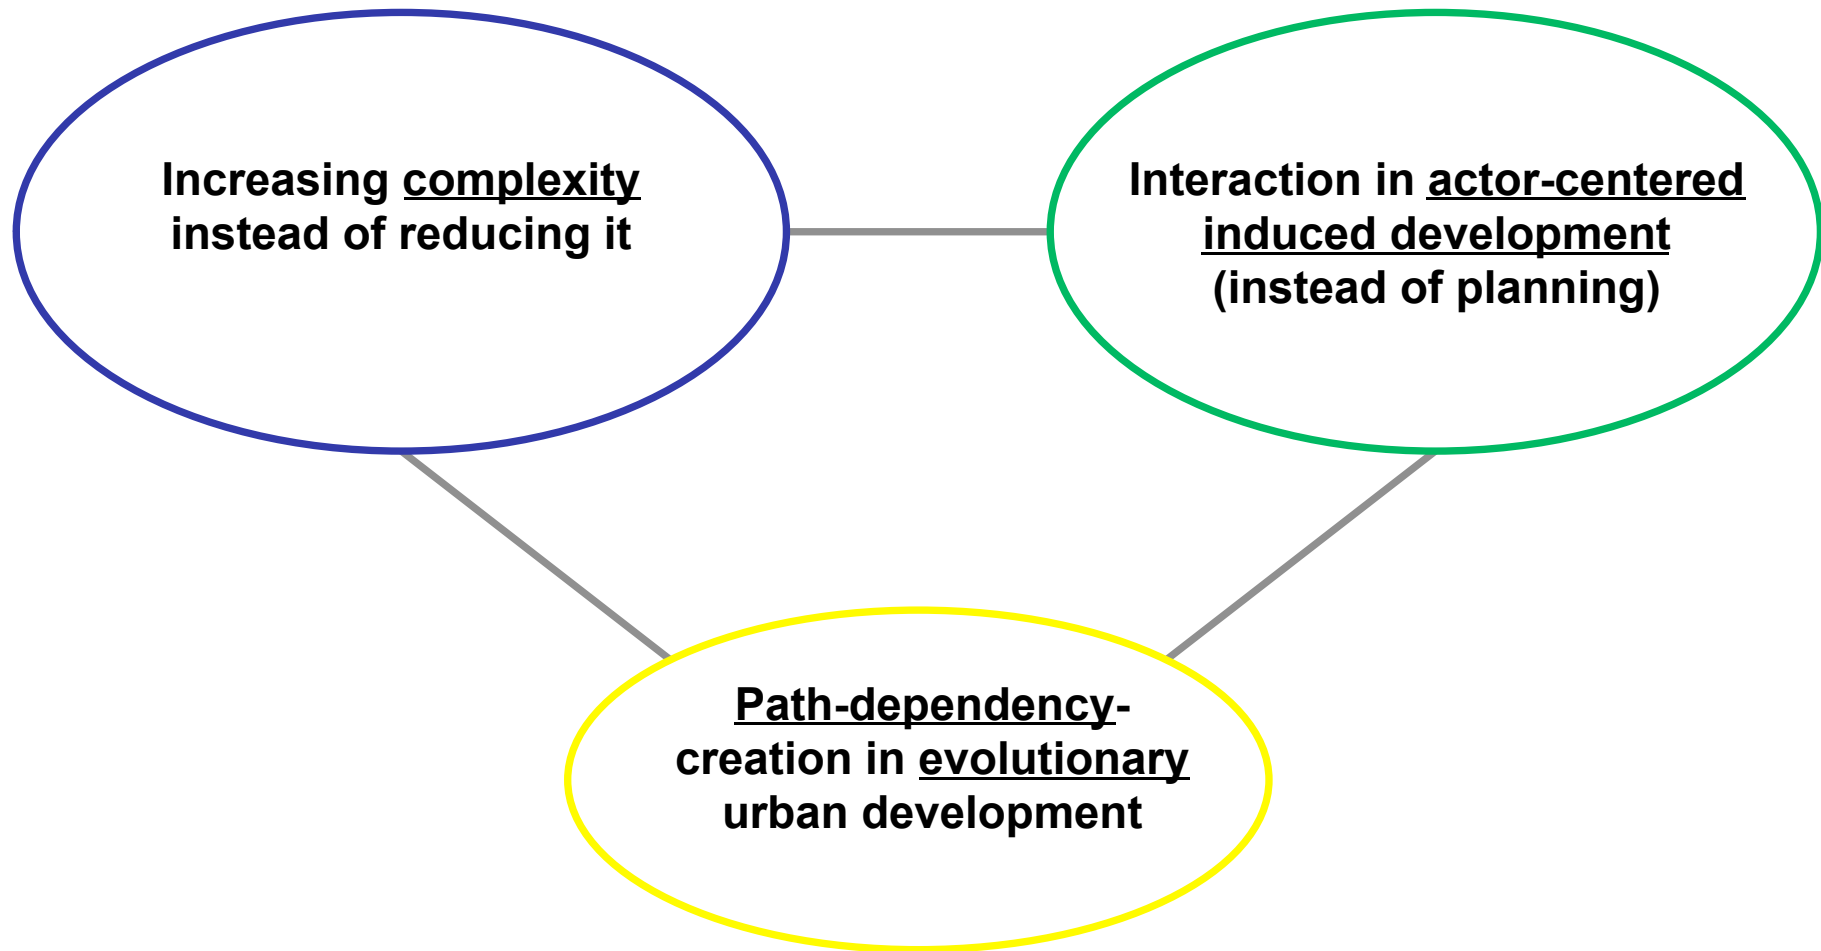 Increasing complexity
instead of reducing it
Interaction in actor-centered
induced development
(instead of planning)
Path-dependency-
creation in evolutionary
urban development